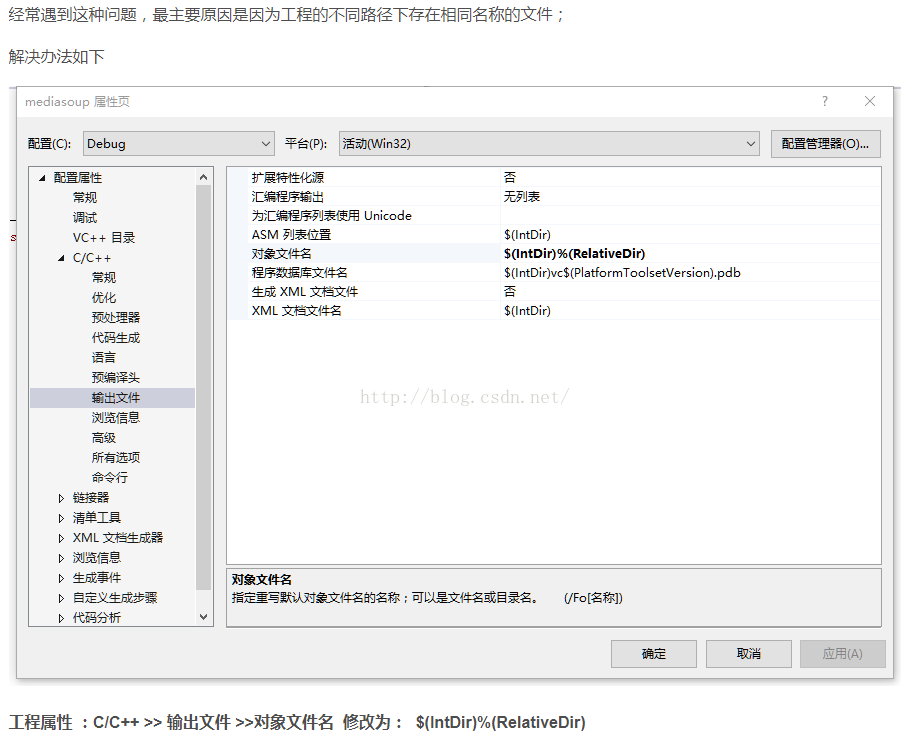 经常遇到这种问题，最主要原因是因为工程的不同路径下存在相同名称的文件；
解决办法如下
mediasoup 属性页
? ×
配置(C): Debug 平台(P): 活动(Win32) 配置管理器(O)...
配置属性
常规
调试
VC++ 目录
C/C++
常规
优化
预处理器
代码生成
语言
预编译头
输出文件
浏览信息
高级
所有选项
命令行
链接器
清单工具
XML 文档生成器
浏览信息
生成事件
自定义生成步骤
代码分析
扩展特性化源 否
汇编程序输出 无列表
为汇编程序列表使用 Unicode
ASM 列表位置 $(IntDir)
对象文件名 $(IntDir)%(RelativeDir)
程序数据库文件名 $(IntDir)vc$(PlatformToolsetVersion).pdb
生成 XML 文档文件 否
XML 文档文件名 $(IntDir)
http://blog.csdn.net/
对象文件名
指定重写默认对象文件名的名称；可以是文件名或目录名。 (/Fo[名称])
确定 取消 应用(A)
工程属性 ：C/C++ >> 输出文件 >>对象文件名 修改为： $(IntDir)%(RelativeDir)